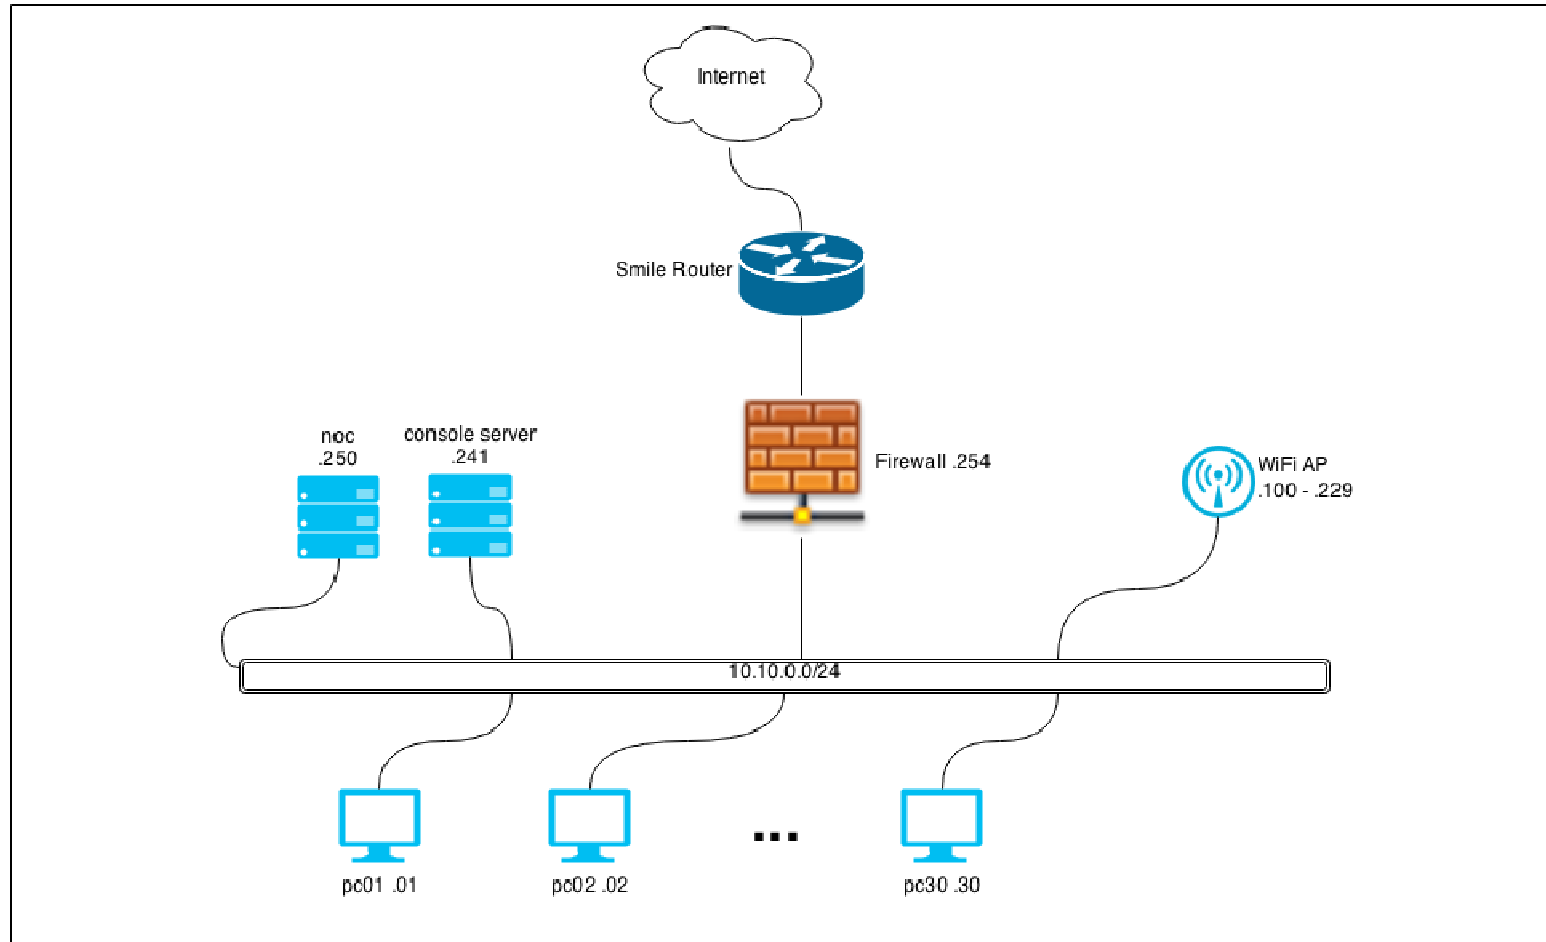 Internet
Smile Router
noc
.250
console server
.241
Firewall .254
WiFi AP
.100 - .229
10.10.0.0/24
...
pc01 .01
pc02 .02
pc30 .30